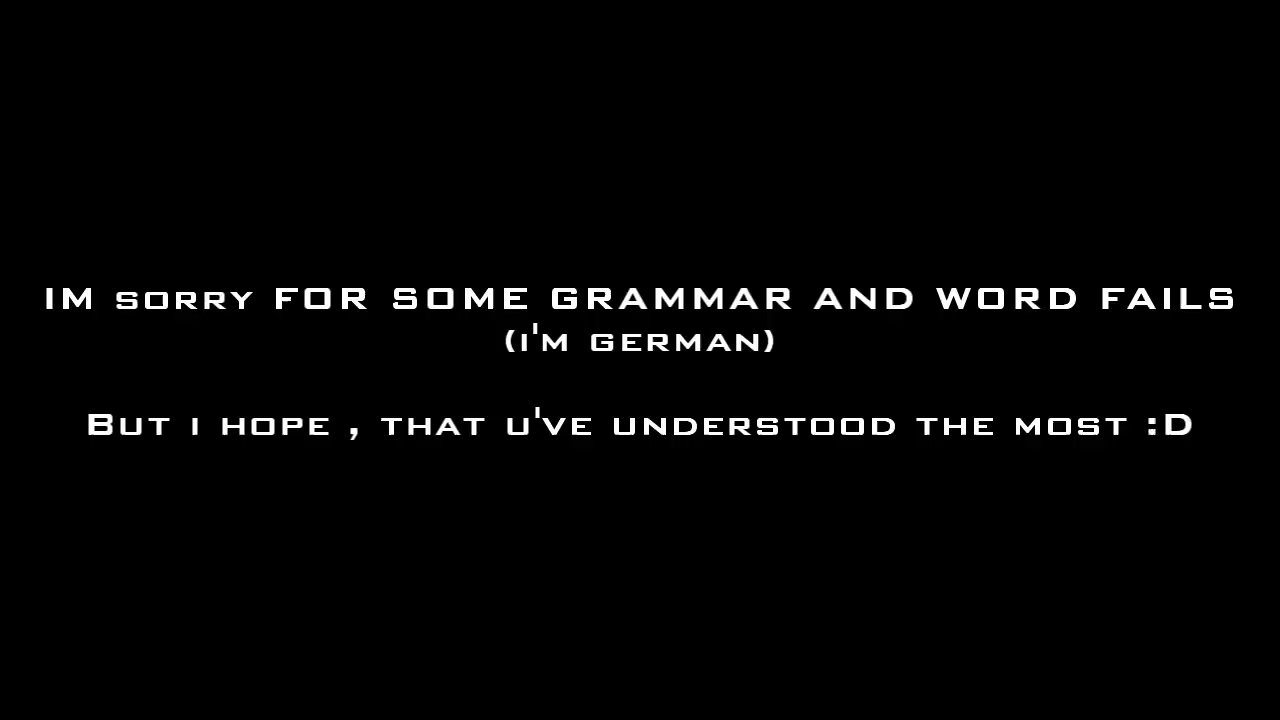 IM SORRY FOR SOME GRAMMAR AND WORD FAILS
(I'M GERMAN)
BUT I HOPE , THAT U'VE UNDERSTOOD THE MOST :D